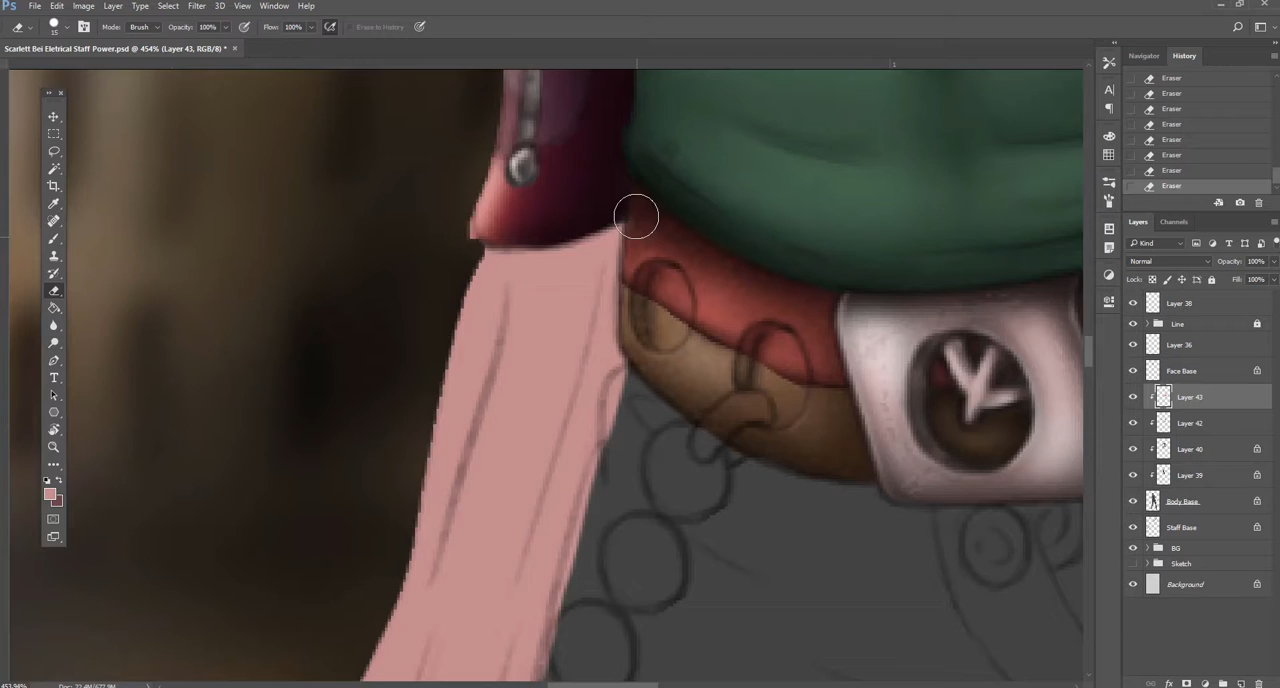 Ps File Edit Image Layer Type Select Filter 3D View Window Help
15 Mode: Brush Opacity: 100% Flow: 100% Erase to History
Scarlett Bei Eletrical Staff Power.psd @ 454% (Layer 43, RGB/8) * ×
1
Navigator History
Eraser
Eraser
Eraser
Eraser
Eraser
Eraser
Eraser
Eraser
Layers Channels
Kind
Normal Opacity: 100%
Lock: Fill: 100%
Layer 38
Line
Layer 36
Face Base
Layer 43
Layer 42
Layer 40
Layer 39
Body Base
Staff Base
BG
Sketch
Background